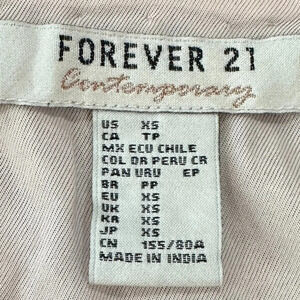 FOREVER 21
Contemporary
US XS
CA TP
MX ECU CHILE
COL DR PERU CR
PAN URU EP
BR PP
EU XS
UK XS
KR XS
JP XS
CN 155/80A
MADE IN INDIA